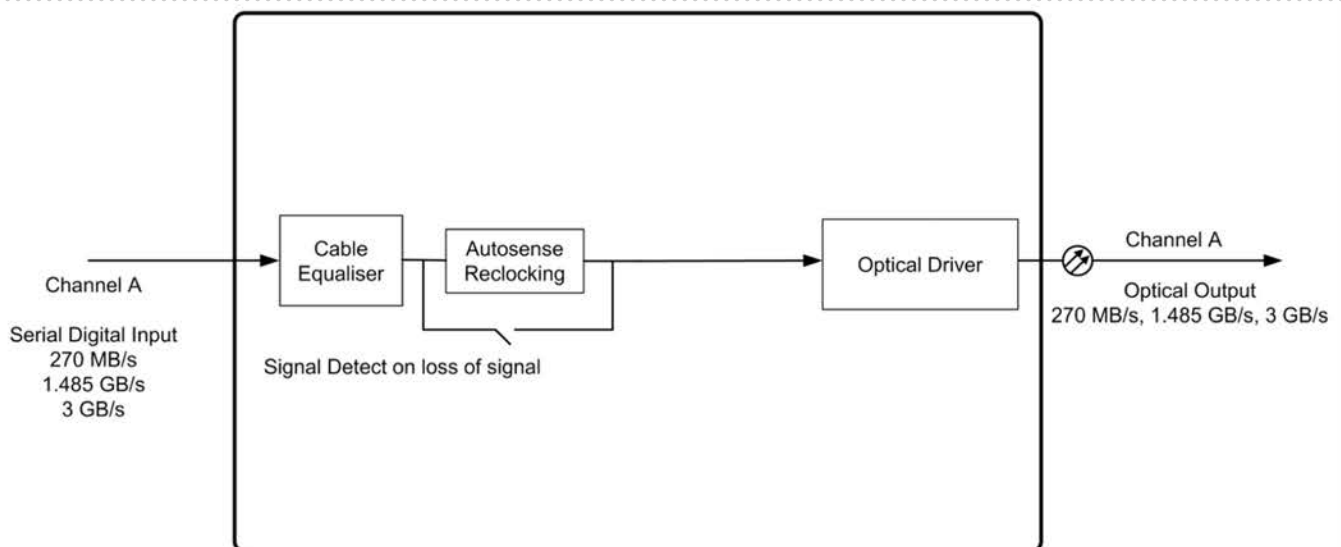 Channel A
Serial Digital Input
270 MB/s
1.485 GB/s
3 GB/s
Cable
Equaliser
Autosense
Reclocking
Signal Detect on loss of signal
Optical Driver
Channel A
Optical Output
270 MB/s, 1.485 GB/s, 3 GB/s